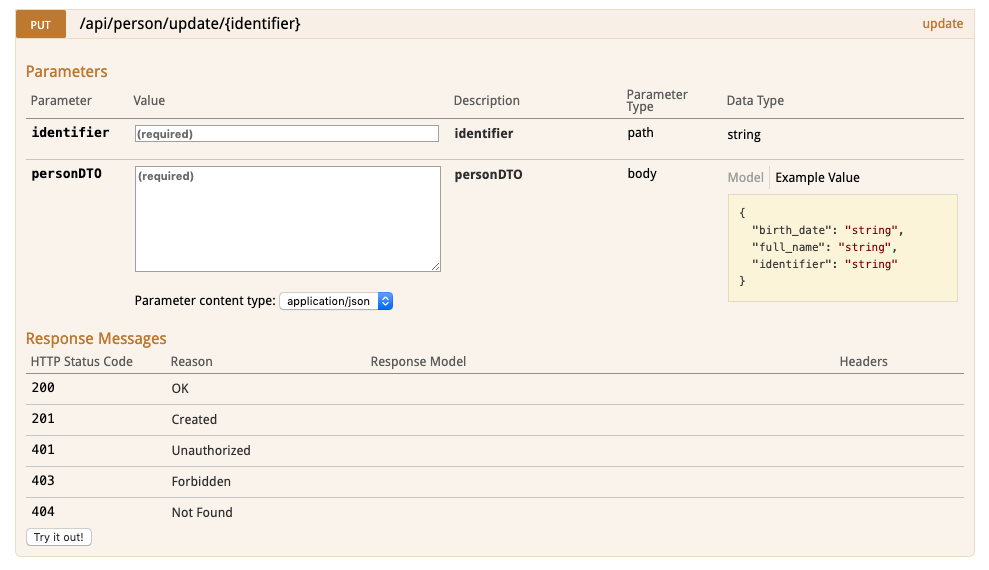 PUT /api/person/update/{identifier} update
Parameters
Parameter Value Description Parameter Type Data Type
identifier (required) identifier path string
personDTO (required) personDTO body Model Example Value
{
"birth_date": "string",
"full_name": "string",
"identifier": "string"
}
Parameter content type: application/json
Response Messages
HTTP Status Code Reason Response Model Headers
200 OK
201 Created
401 Unauthorized
403 Forbidden
404 Not Found
Try it out!